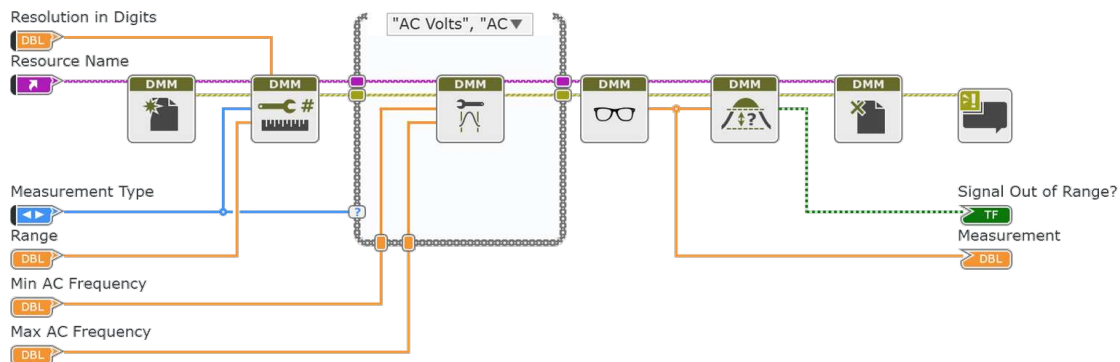 Resolution in Digits
DBL
Resource Name
"AC Volts", "AC
DMM
DMM
#
DMM
DMM
DMM
?
DMM
!
Measurement Type
?
Range
DBL
Min AC Frequency
DBL
Max AC Frequency
DBL
Signal Out of Range?
TF
Measurement
DBL